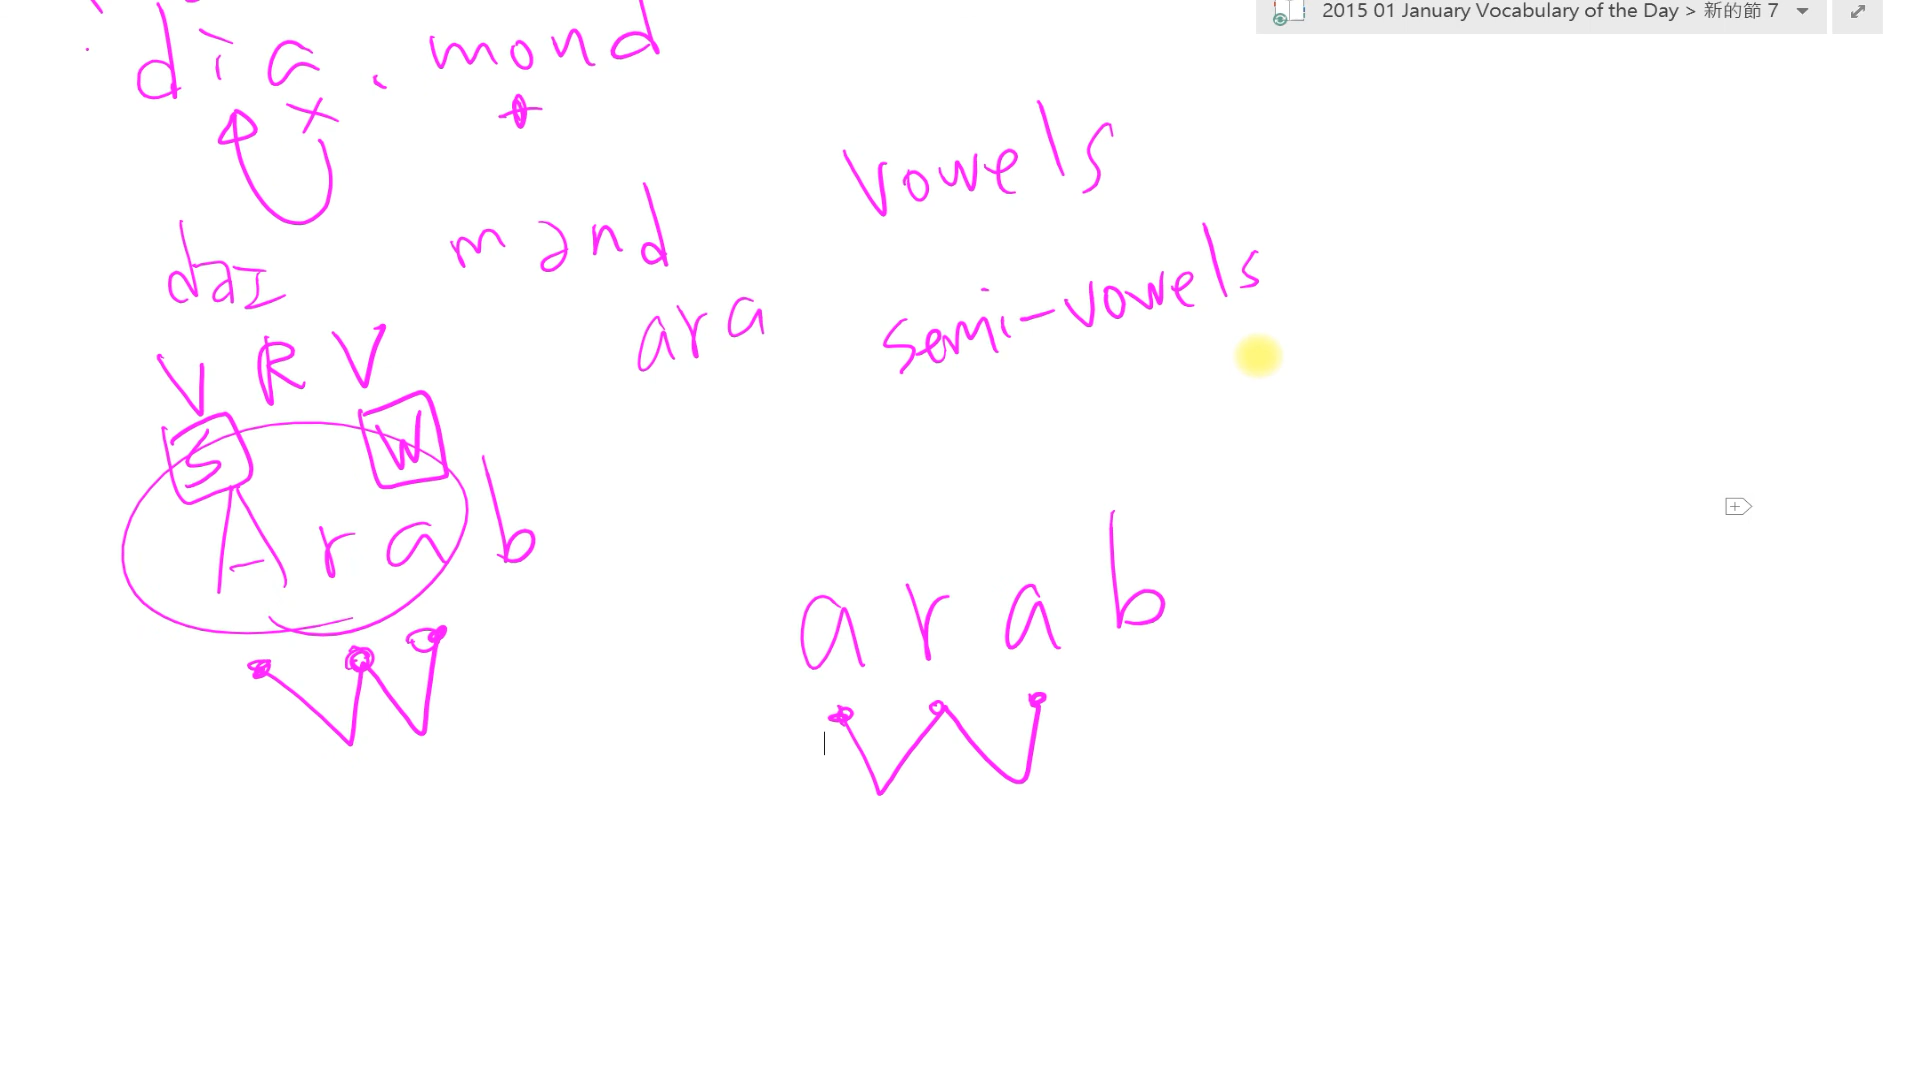 2015 01 January Vocabulary of the Day > 新的節 7
dia. mond
vowels
daɪ mənd
semi-vowels
ara
V R V
S W
Arab
arab